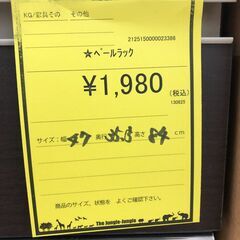 KG/家具その その他
2125150000023386
☆ペールラック
¥1,980
(税込)
130823
サイズ:幅 47 奥行 35.5 高さ 84 cm
商品のサイズ、状態を よくご確認下さい。
The Jungle-Jungle